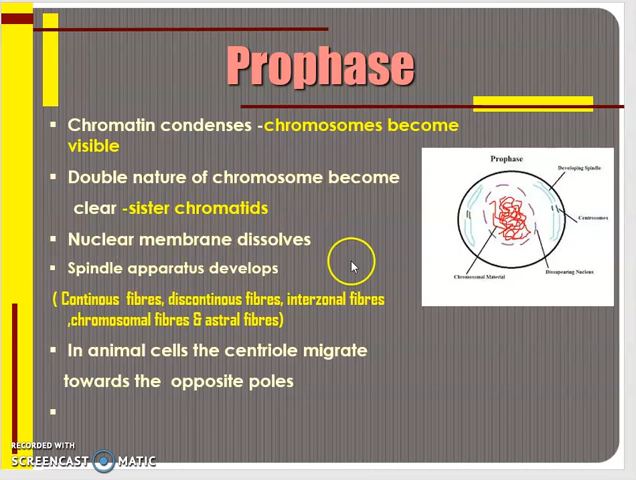 Prophase
Chromatin condenses -chromosomes become
visible
Double nature of chromosome become
clear -sister chromatids
Nuclear membrane dissolves
Spindle apparatus develops
( Continous fibres, discontinous fibres, interzonal fibres
,chromosomal fibres & astral fibres)
In animal cells the centriole migrate
towards the opposite poles
Prophase
Developing Spindle
Centrosomes
Chromosomal Material
Dissapearing Nucleus
RECORDED WITH
SCREENCAST MATIC